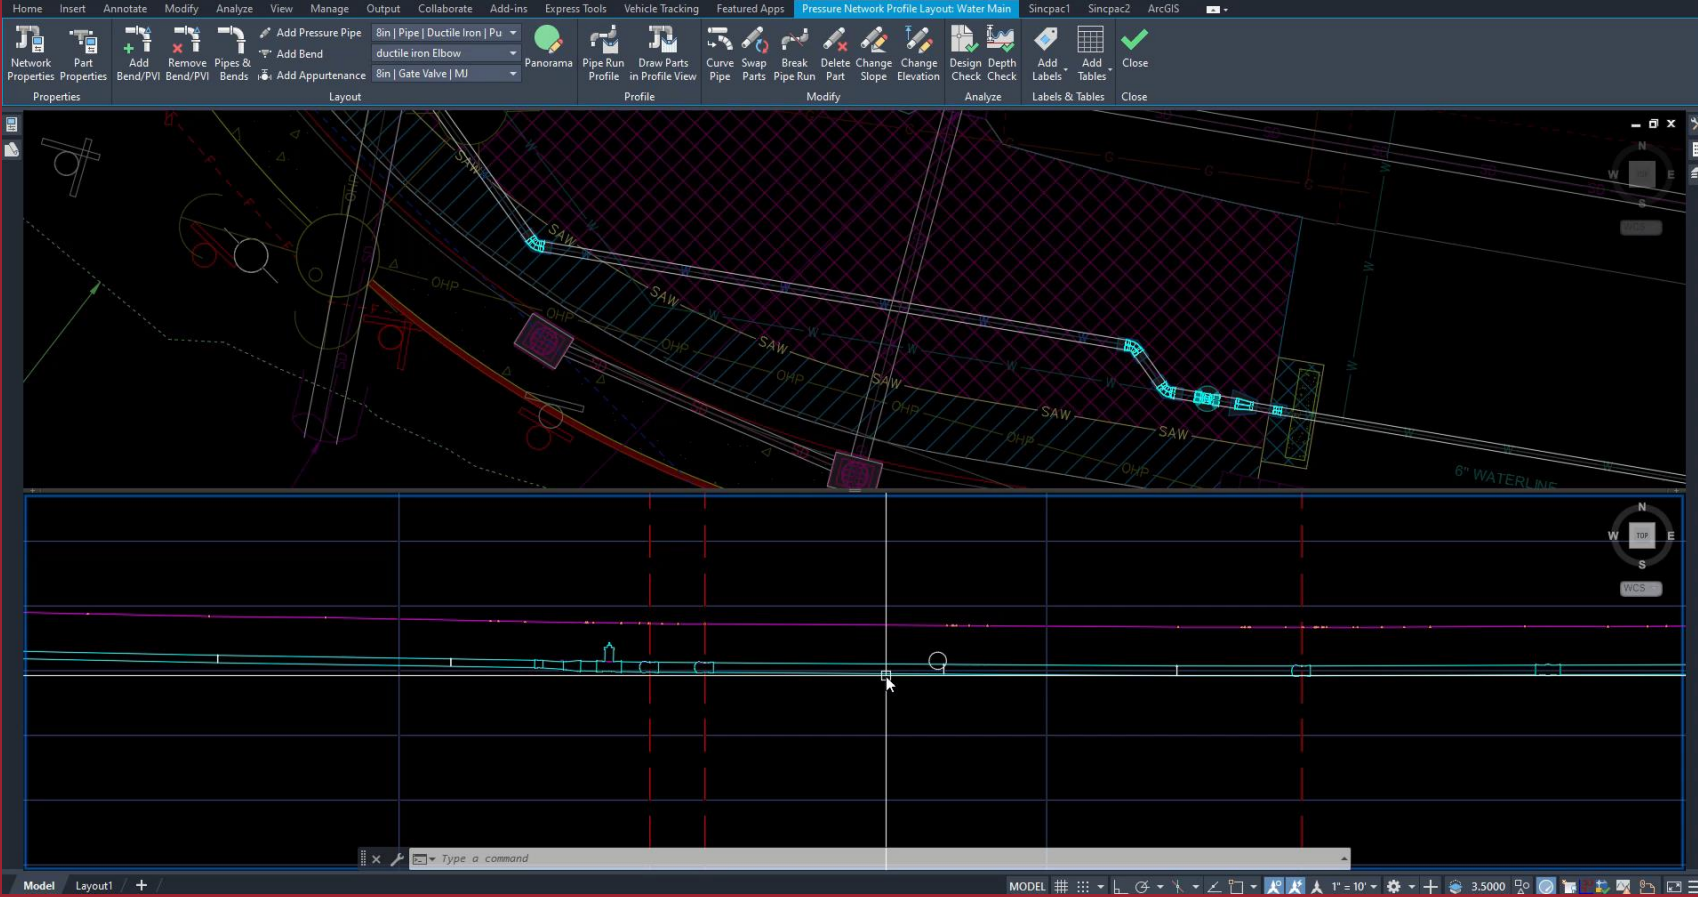 Home Insert Annotate Modify Analyze View Manage Output Collaborate Add-ins Express Tools Vehicle Tracking Featured Apps Pressure Network Profile Layout: Water Main Sincpac1 Sincpac2 ArcGIS
Network Properties
Part Properties
Properties
Add Bend/PVI
Remove Bend/PVI
Pipes & Bends
Add Pressure Pipe
Add Bend
Add Appurtenance
8in | Pipe | Ductile Iron | Pu
ductile iron Elbow
8in | Gate Valve | MJ
Layout
Panorama
Pipe Run Profile
Draw Parts in Profile View
Profile
Curve Pipe
Swap Parts
Break Pipe Run
Delete Part
Change Slope
Change Elevation
Modify
Design Check
Depth Check
Analyze
Add Labels
Add Tables
Labels & Tables
Close
Close
N
W
E
S
WCS
SAW
SAW
SAW
SAW
SAW
SAW
SAW
OHP
OHP
OHP
OHP
OHP
OHP
OHP
OHP
W
W
W
W
W
W
W
W
G
G
SD
6" WATERLINE
N
W TOP E
S
WCS
Type a command
Model Layout1 +
MODEL 1" = 10' 3.5000